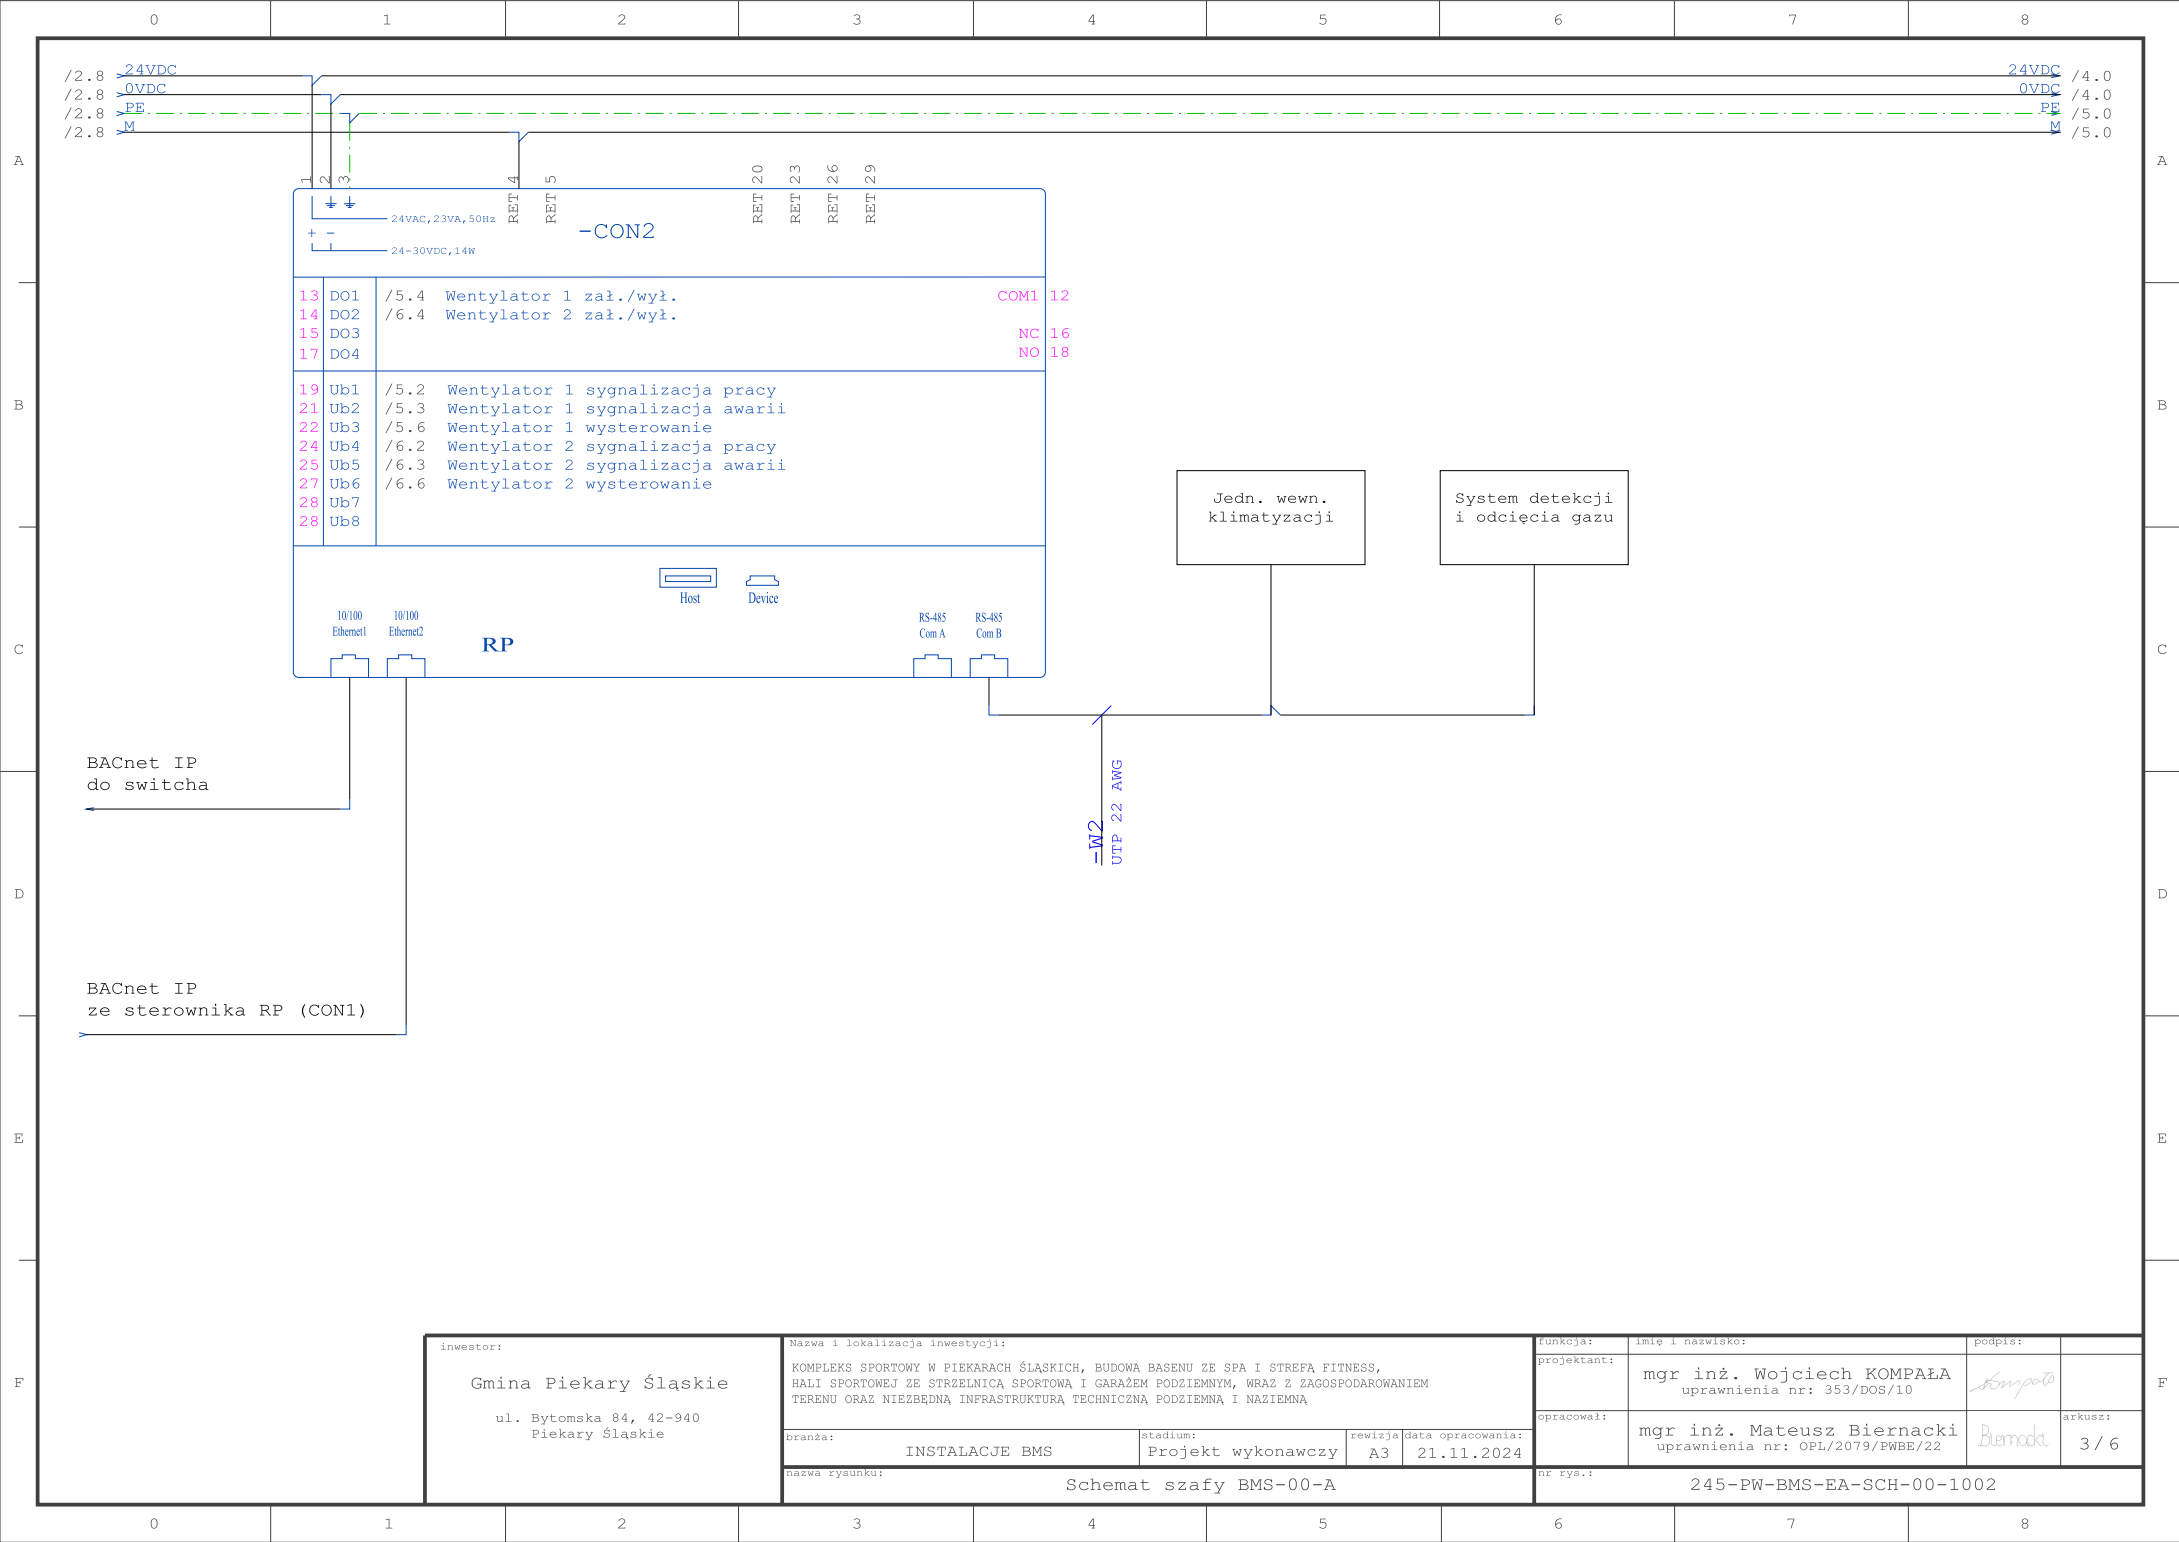 0 1 2 3 4 5 6 7 8
/2.8 24VDC 24VDC /4.0
/2.8 0VDC 0VDC /4.0
/2.8 PE PE /5.0
/2.8 M M /5.0
A A
1 2 3 RET 4 RET 5 RET 20 RET 23 RET 26 RET 29
24VAC,23VA,50Hz
-CON2
+ -
24-30VDC,14W
13 DO1 /5.4 Wentylator 1 zał./wył. COM1 12
14 DO2 /6.4 Wentylator 2 zał./wył.
15 DO3 NC 16
17 DO4 NO 18
19 Ub1 /5.2 Wentylator 1 sygnalizacja pracy
B B
21 Ub2 /5.3 Wentylator 1 sygnalizacja awarii
22 Ub3 /5.6 Wentylator 1 wysterowanie
24 Ub4 /6.2 Wentylator 2 sygnalizacja pracy
25 Ub5 /6.3 Wentylator 2 sygnalizacja awarii
27 Ub6 /6.6 Wentylator 2 wysterowanie
28 Ub7
28 Ub8
Jedn. wewn.
klimatyzacji
System detekcji
i odcięcia gazu
Host Device
10/100
Ethernet1
10/100
Ethernet2
RP
RS-485
Com A
RS-485
Com B
C C
BACnet IP
do switcha
-W2
UTP 22 AWG
D D
BACnet IP
ze sterownika RP (CON1)
E E
F F
inwestor:
Gmina Piekary Śląskie
ul. Bytomska 84, 42-940
Piekary Śląskie
Nazwa i lokalizacja inwestycji:
KOMPLEKS SPORTOWY W PIEKARACH ŚLĄSKICH, BUDOWA BASENU ZE SPA I STREFĄ FITNESS,
HALI SPORTOWEJ ZE STRZELNICĄ SPORTOWĄ I GARAŻEM PODZIEMNYM, WRAZ Z ZAGOSPODAROWANIEM
TERENU ORAZ NIEZBĘDNĄ INFRASTRUKTURĄ TECHNICZNĄ PODZIEMNĄ I NAZIEMNĄ
branża:
INSTALACJE BMS
stadium:
Projekt wykonawczy
rewizja
A3
data opracowania:
21.11.2024
nazwa rysunku:
Schemat szafy BMS-00-A
funkcja: imię i nazwisko: podpis:
projektant:
mgr inż. Wojciech KOMPAŁA
uprawnienia nr: 353/DOS/10
Kompała
opracował:
mgr inż. Mateusz Biernacki
uprawnienia nr: OPL/2079/PWBE/22
Biernacki
arkusz:
3/6
nr rys.:
245-PW-BMS-EA-SCH-00-1002
0 1 2 3 4 5 6 7 8